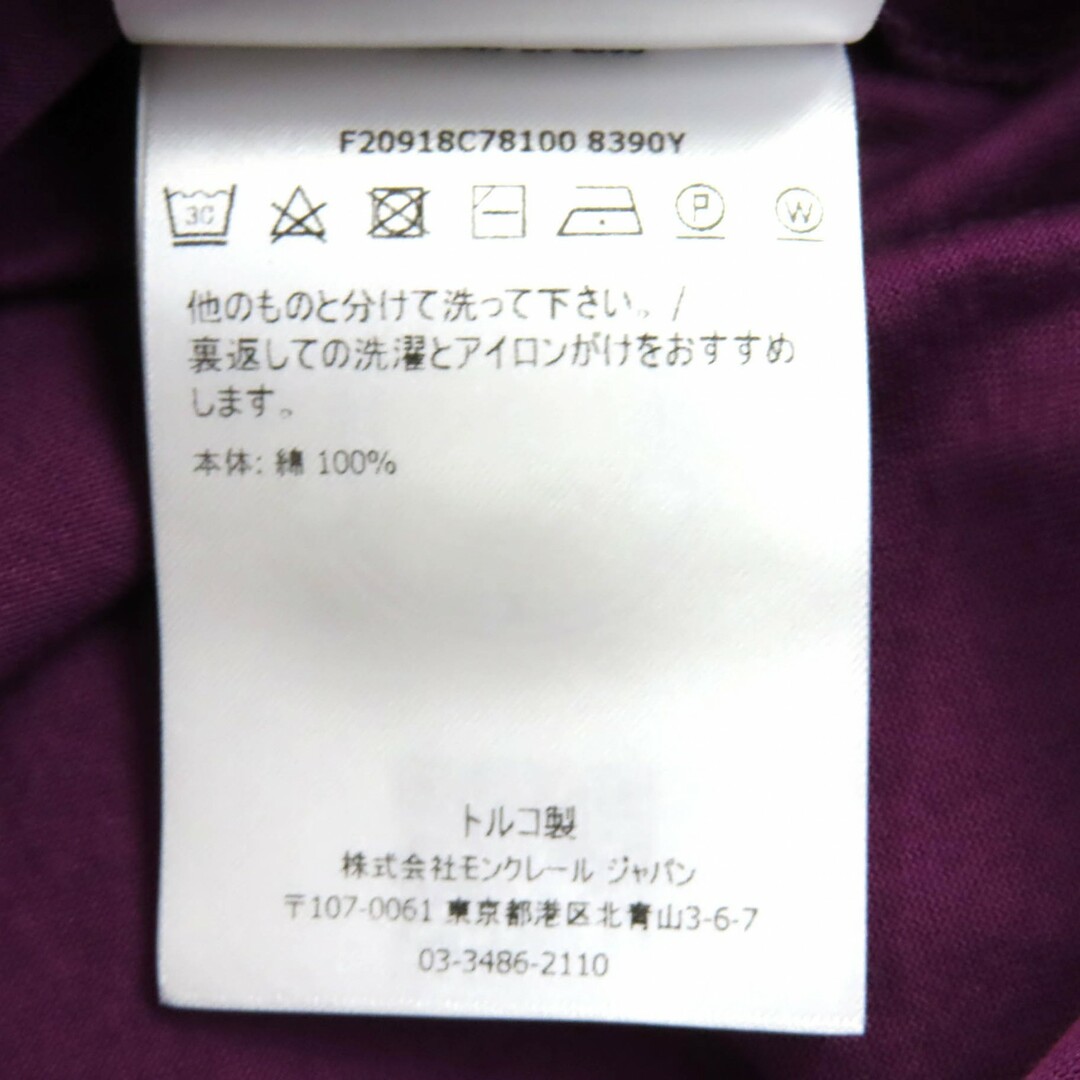 F20918C78100 8390Y
30
P W
他のものと分けて洗って下さい。/
裏返しての洗濯とアイロンがけをおすすめ
します。
本体: 綿 100%
トルコ製
株式会社モンクレール ジャパン
〒107-0061 東京都港区北青山3-6-7
03-3486-2110